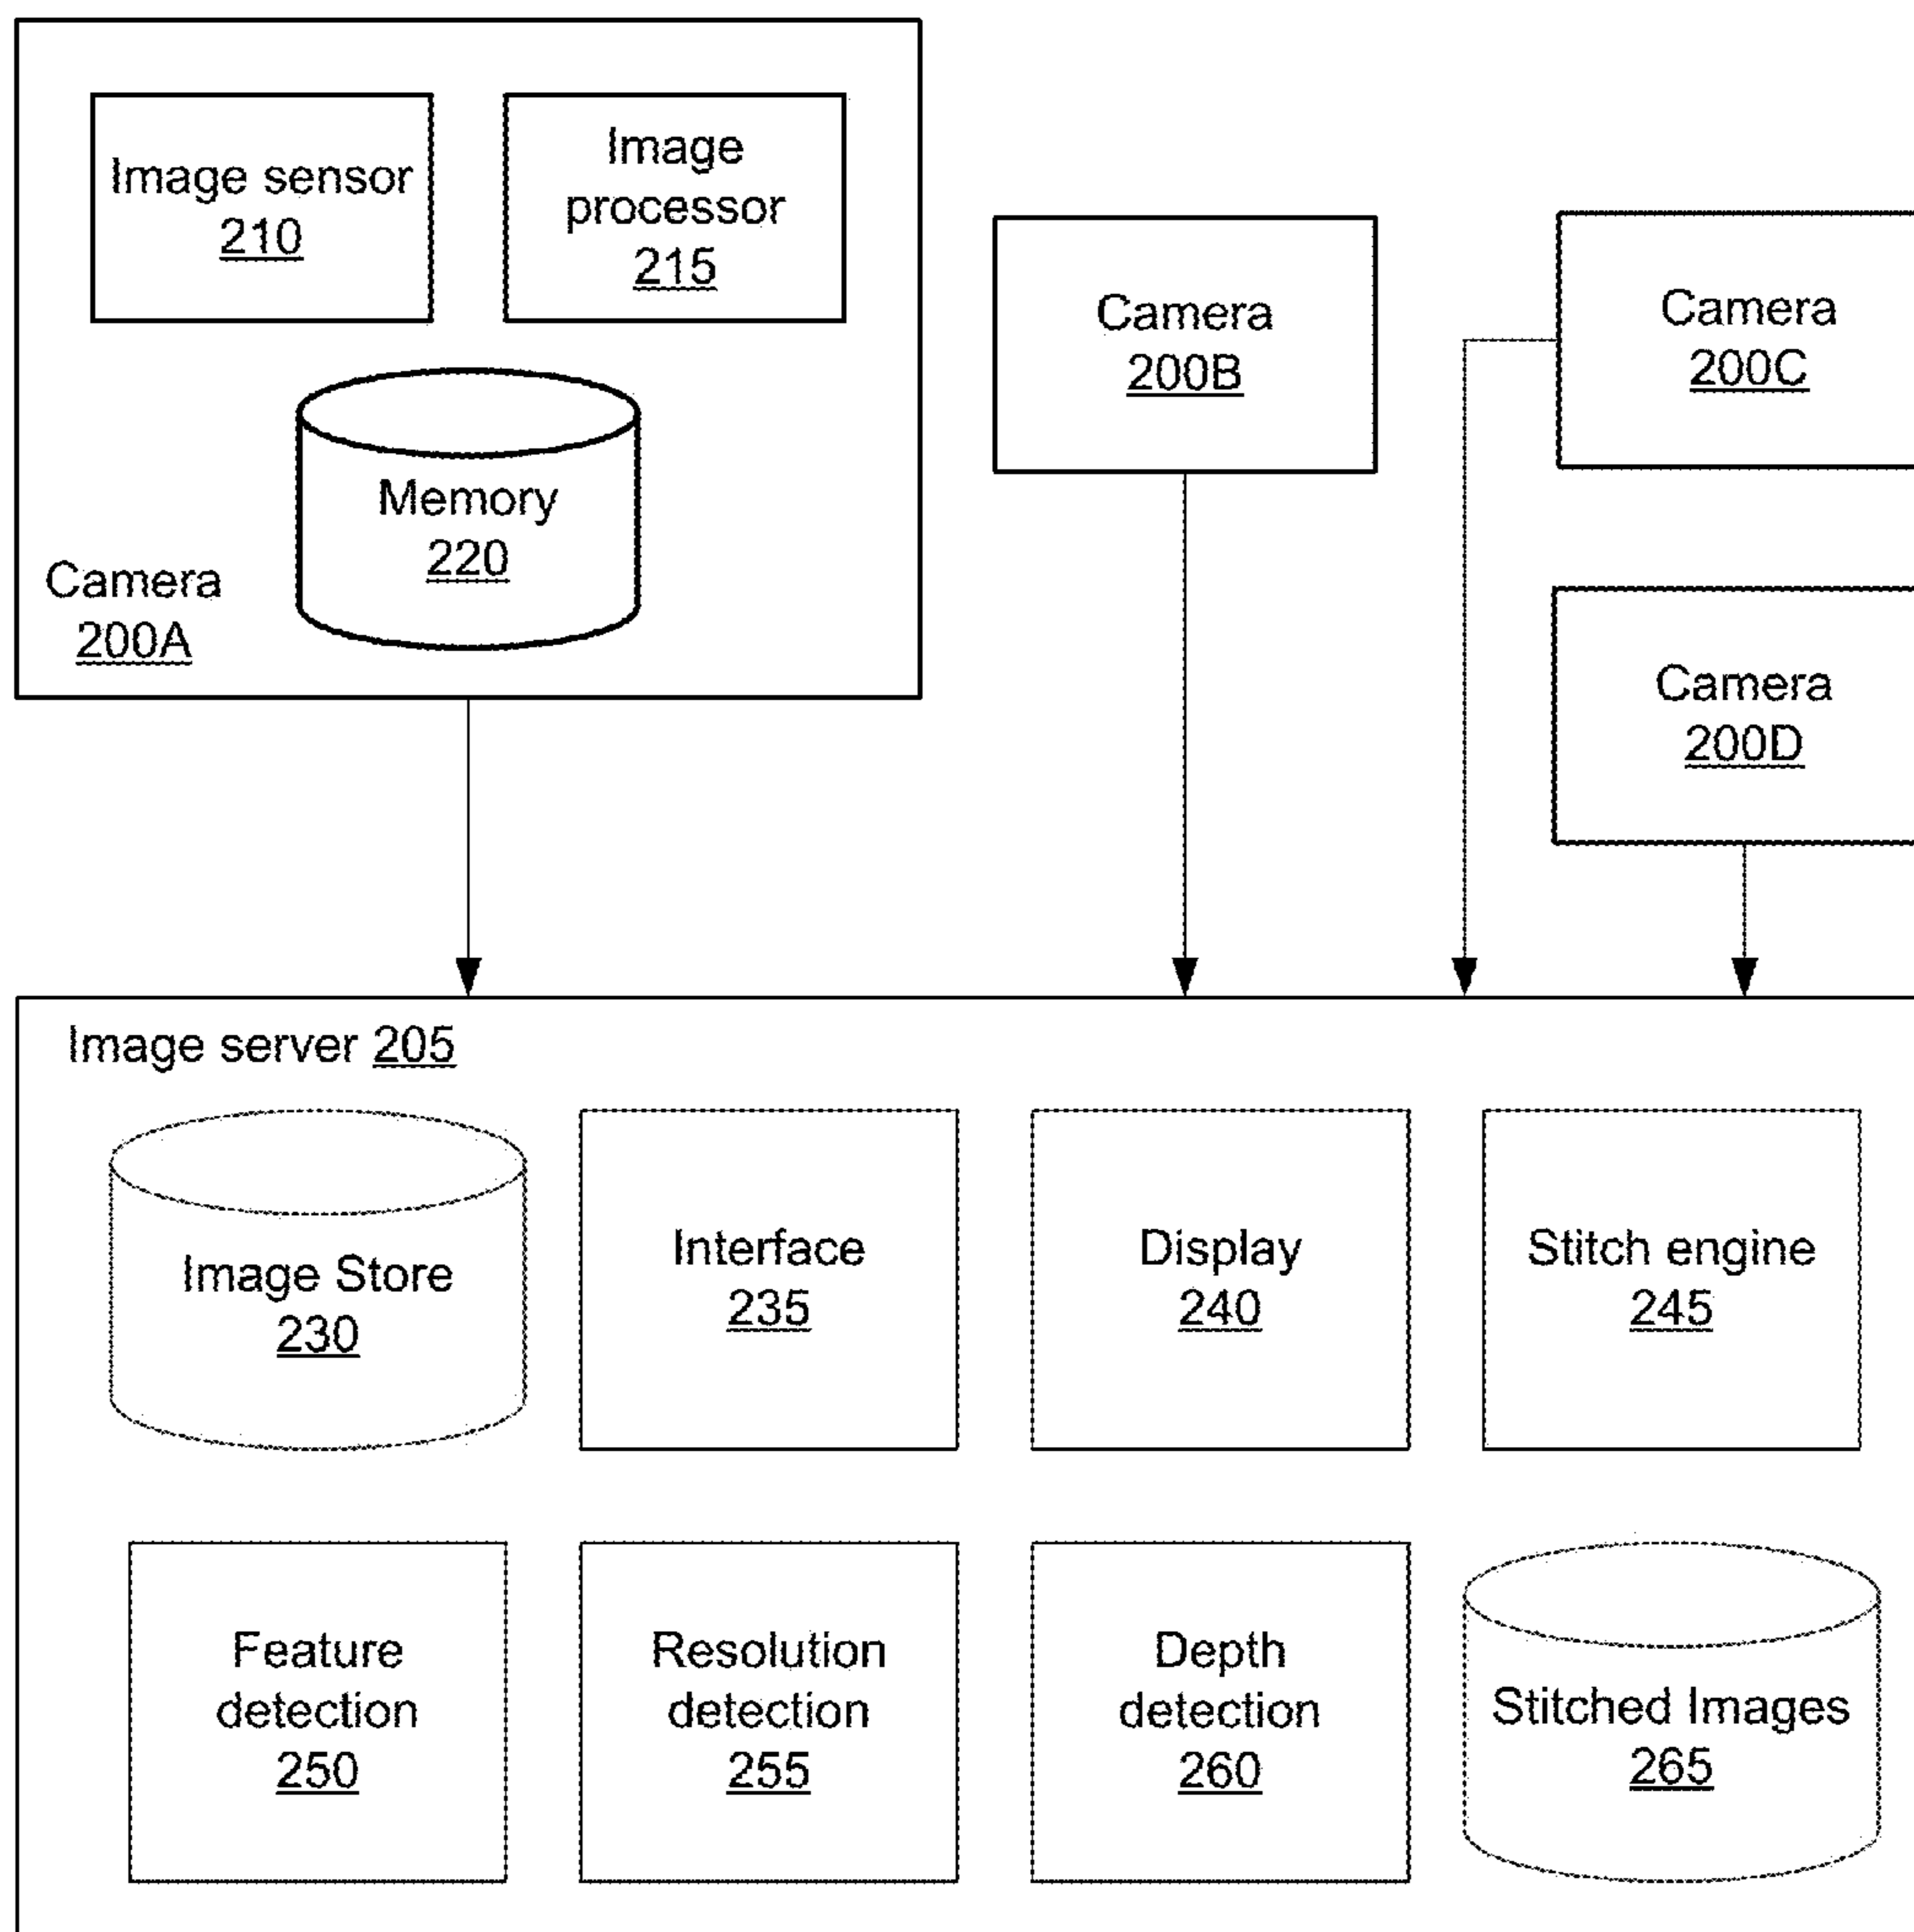 Image sensor
210
Image
processor
215
Memory
220
Camera
200A
Camera
200B
Camera
200C
Camera
200D
Image server 205
Image Store
230
Interface
235
Display
240
Stitch engine
245
Feature
detection
250
Resolution
detection
255
Depth
detection
260
Stitched Images
265